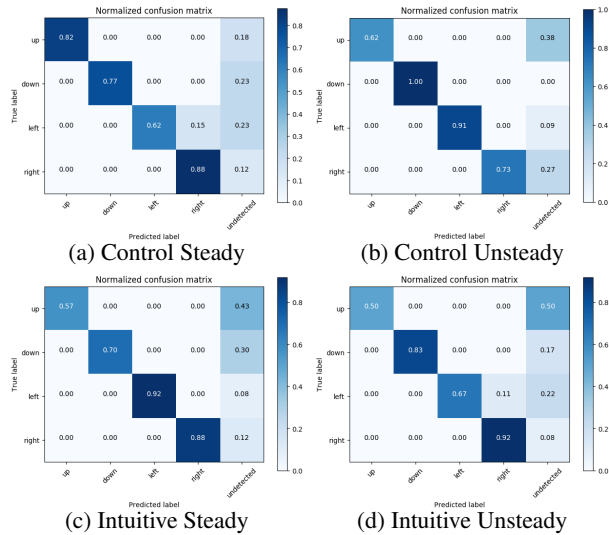 Normalized confusion matrix
up 0.82 0.00 0.00 0.00 0.18
down 0.00 0.77 0.00 0.00 0.23
left 0.00 0.00 0.62 0.15 0.23
right 0.00 0.00 0.00 0.88 0.12
up down left right undetected
True label
Predicted label
0.8
0.7
0.6
0.5
0.4
0.3
0.2
0.1
0.0
(a) Control Steady
Normalized confusion matrix
up 0.62 0.00 0.00 0.00 0.38
down 0.00 1.00 0.00 0.00 0.00
left 0.00 0.00 0.91 0.00 0.09
right 0.00 0.00 0.00 0.73 0.27
up down left right undetected
True label
Predicted label
1.0
0.8
0.6
0.4
0.2
0.0
(b) Control Unsteady
Normalized confusion matrix
up 0.57 0.00 0.00 0.00 0.43
down 0.00 0.70 0.00 0.00 0.30
left 0.00 0.00 0.92 0.00 0.08
right 0.00 0.00 0.00 0.88 0.12
up down left right undetected
True label
Predicted label
0.8
0.6
0.4
0.2
0.0
(c) Intuitive Steady
Normalized confusion matrix
up 0.50 0.00 0.00 0.00 0.50
down 0.00 0.83 0.00 0.00 0.17
left 0.00 0.00 0.67 0.11 0.22
right 0.00 0.00 0.00 0.92 0.08
up down left right undetected
True label
Predicted label
0.8
0.6
0.4
0.2
0.0
(d) Intuitive Unsteady